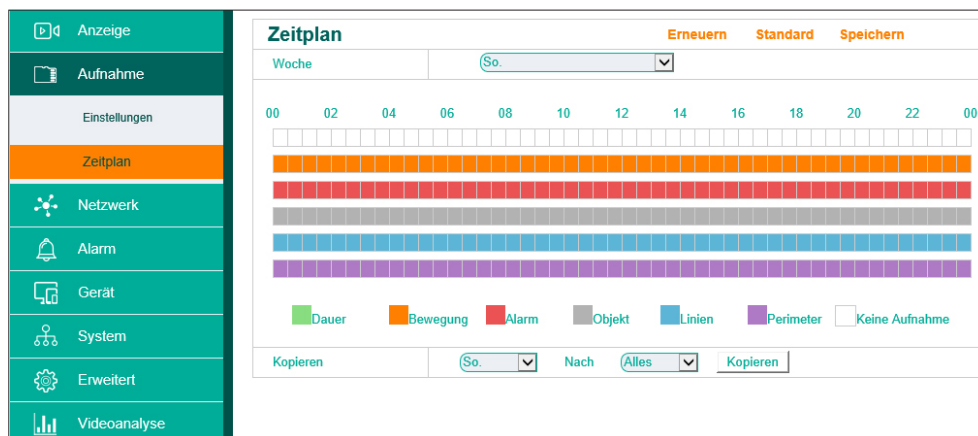 Anzeige
Aufnahme
Einstellungen
Zeitplan
Netzwerk
Alarm
Gerät
System
Erweitert
Videoanalyse
Zeitplan Erneuern Standard Speichern
Woche So.
00 02 04 06 08 10 12 14 16 18 20 22 00
Dauer Bewegung Alarm Objekt Linien Perimeter Keine Aufnahme
Kopieren So. Nach Alles Kopieren